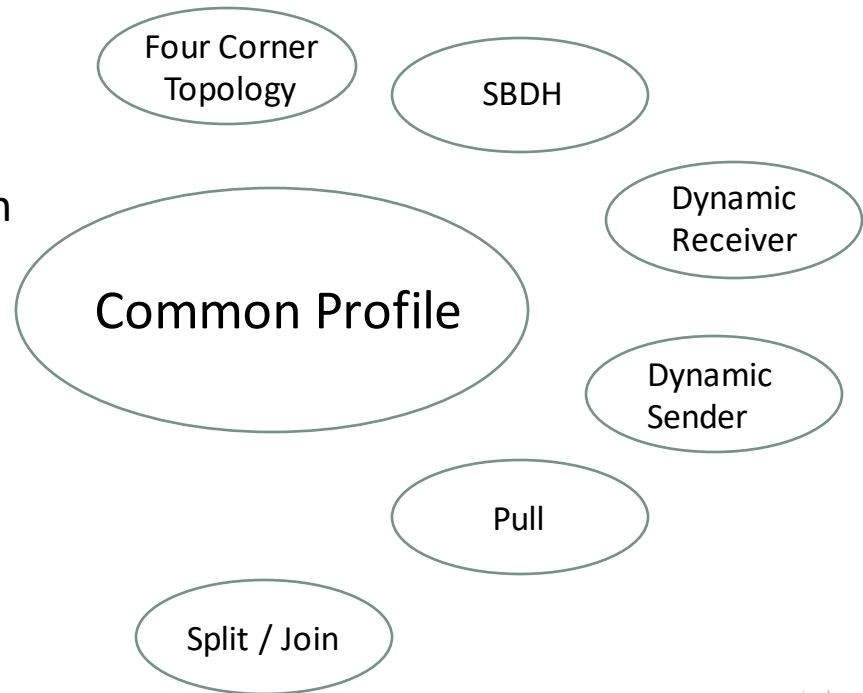 Four Corner
Topology
SBDH
Dynamic
Receiver
Common Profile
Dynamic
Sender
Pull
Split / Join